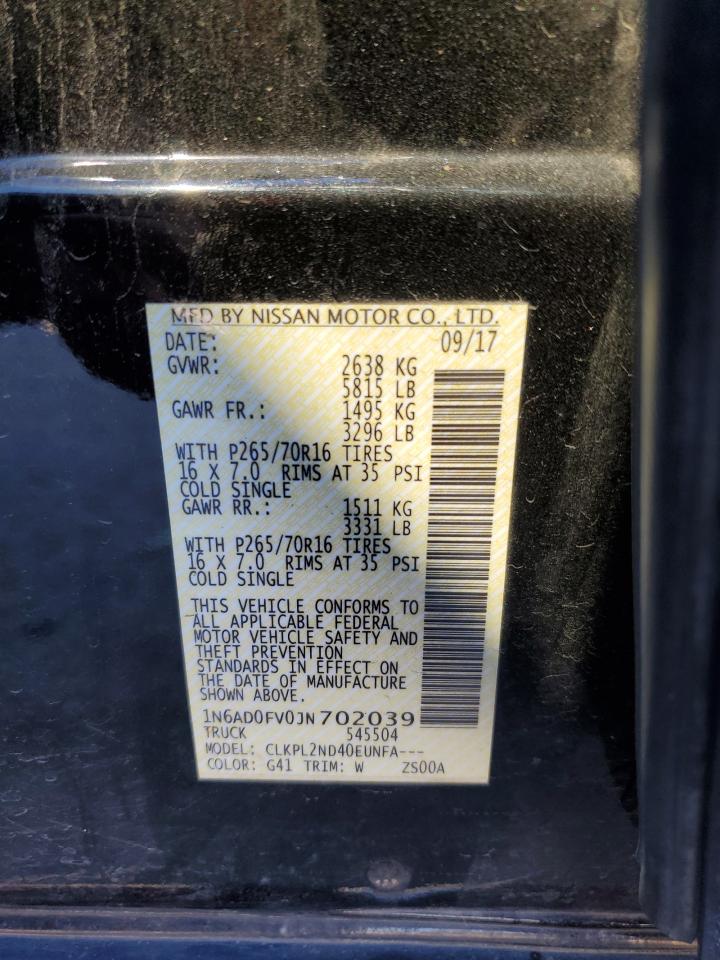 MFD BY NISSAN MOTOR CO., LTD.
DATE: 09/17
GVWR: 2638 KG
5815 LB
GAWR FR.: 1495 KG
3296 LB
WITH P265/70R16 TIRES
16 X 7.0 RIMS AT 35 PSI
COLD SINGLE
GAWR RR.: 1511 KG
3331 LB
WITH P265/70R16 TIRES
16 X 7.0 RIMS AT 35 PSI
COLD SINGLE
THIS VEHICLE CONFORMS TO
ALL APPLICABLE FEDERAL
MOTOR VEHICLE SAFETY AND
THEFT PREVENTION
STANDARDS IN EFFECT ON
THE DATE OF MANUFACTURE
SHOWN ABOVE.
1N6AD0FV0JN702039
TRUCK 545504
MODEL: CLKPL2ND40EUNFA---
COLOR: G41 TRIM: W ZS00A